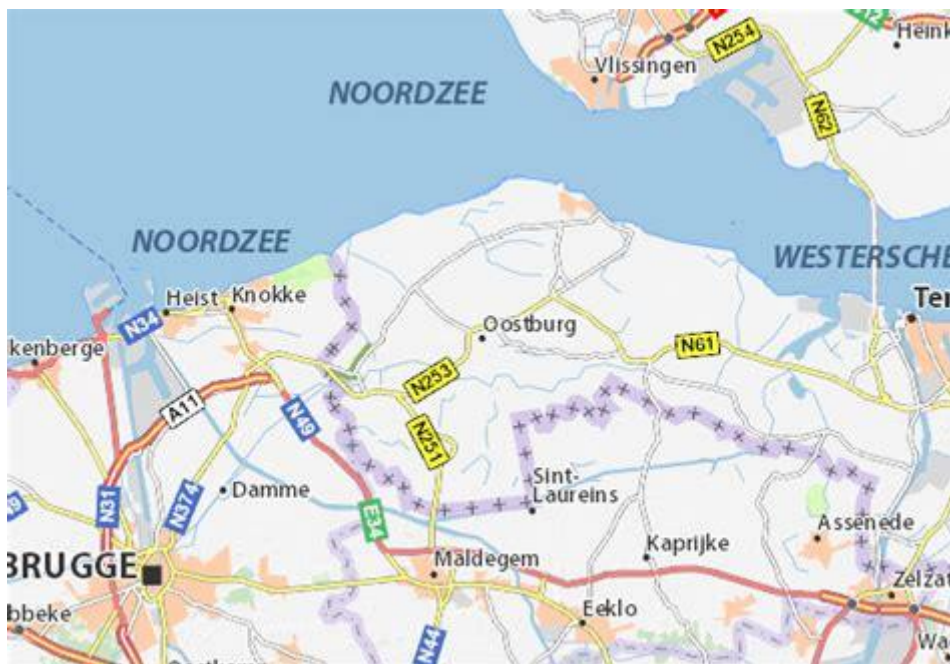 N254
Heink
Vlissingen
NOORDZEE
N62
NOORDZEE
WESTERSCHE
Heist
Knokke
Ter
N34
Oostburg
kenberge
N61
N253
A11
N49
N251
Sint-
Laureins
Damme
N31
N374
E34
Assenede
Kaprijke
BRUGGE
Maldegem
Zelzat
bbeke
Eeklo
N44
Wa